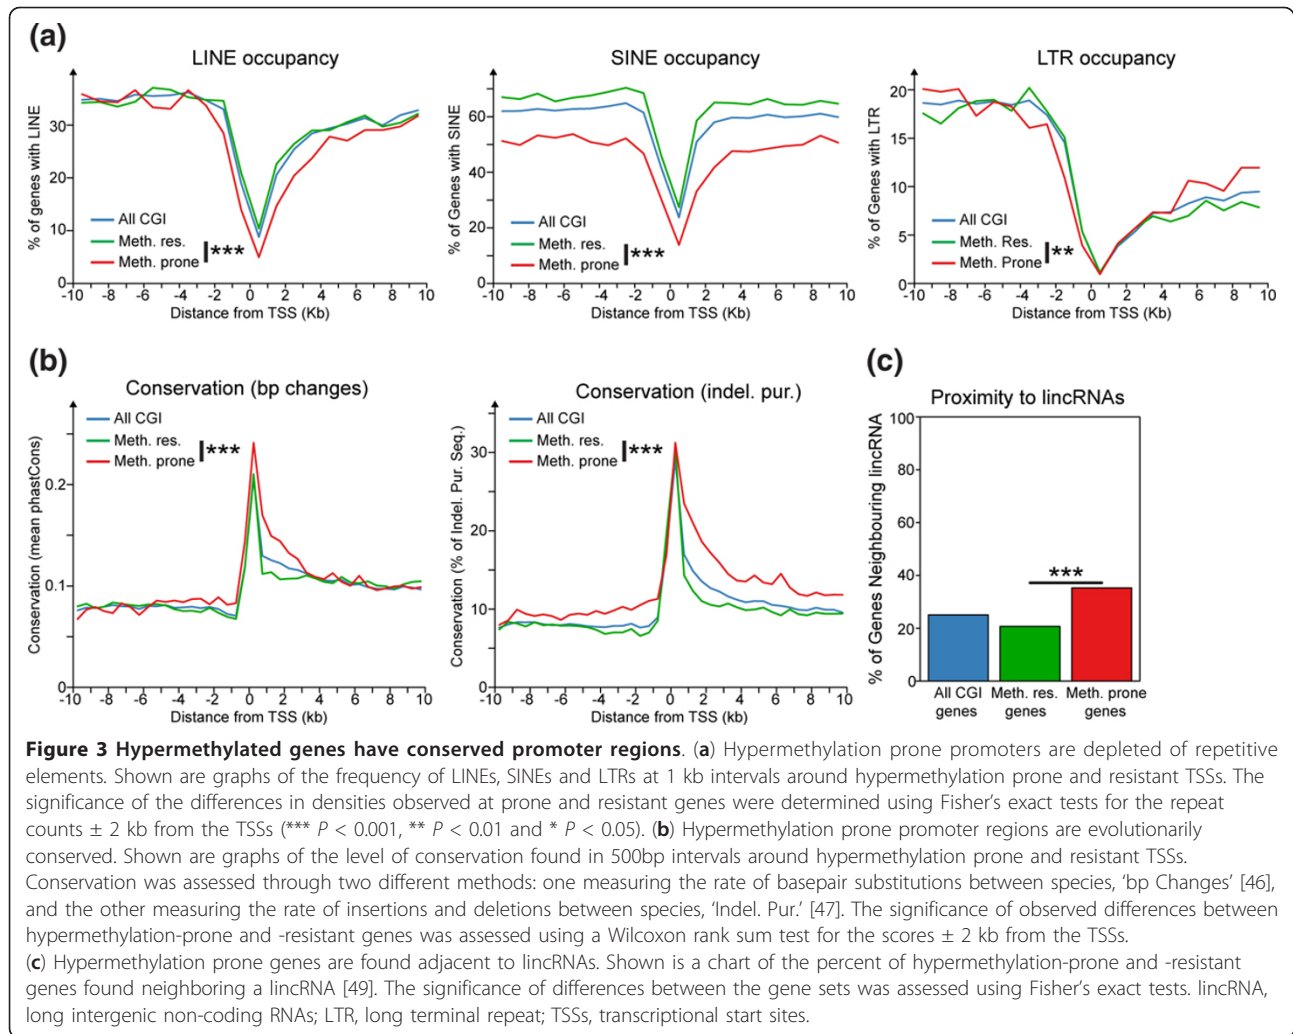 (a)
LINE occupancy
% of genes with LINE
30
20
10
0
All CGI
Meth. res.
Meth. prone
***
-10 -8 -6 -4 -2 0 2 4 6 8 10
Distance from TSS (Kb)
SINE occupancy
% of Genes with SINE
60
40
20
0
All CGI
Meth. res.
Meth. prone
***
-10 -8 -6 -4 -2 0 2 4 6 8 10
Distance from TSS (Kb)
LTR occupancy
% of Genes with LTR
20
15
10
5
0
All CGI
Meth. Res.
Meth. Prone
**
-10 -8 -6 -4 -2 0 2 4 6 8 10
Distance from TSS (Kb)
(b)
Conservation (bp changes)
Conservation (mean phastCons)
0.2
0.1
0
All CGI
Meth. res.
Meth. prone
***
-10 -8 -6 -4 -2 0 2 4 6 8 10
Distance from TSS (kb)
Conservation (indel. pur.)
Conservation (% of Indel. Pur. Seq.)
30
20
10
0
All CGI
Meth. res.
Meth. prone
***
-10 -8 -6 -4 -2 0 2 4 6 8 10
Distance from TSS (kb)
(c)
Proximity to lincRNAs
% of Genes Neighbouring lincRNA
100
80
60
40
20
0
***
All CGI Meth. res. Meth. prone
genes genes genes
Figure 3 Hypermethylated genes have conserved promoter regions. (a) Hypermethylation prone promoters are depleted of repetitive
elements. Shown are graphs of the frequency of LINEs, SINEs and LTRs at 1 kb intervals around hypermethylation prone and resistant TSSs. The
significance of the differences in densities observed at prone and resistant genes were determined using Fisher's exact tests for the repeat
counts ± 2 kb from the TSSs (*** P < 0.001, ** P < 0.01 and * P < 0.05). (b) Hypermethylation prone promoter regions are evolutionarily
conserved. Shown are graphs of the level of conservation found in 500bp intervals around hypermethylation prone and resistant TSSs.
Conservation was assessed through two different methods: one measuring the rate of basepair substitutions between species, 'bp Changes' [46],
and the other measuring the rate of insertions and deletions between species, 'Indel. Pur.' [47]. The significance of observed differences between
hypermethylation-prone and -resistant genes was assessed using a Wilcoxon rank sum test for the scores ± 2 kb from the TSSs.
(c) Hypermethylation prone genes are found adjacent to lincRNAs. Shown is a chart of the percent of hypermethylation-prone and -resistant
genes found neighboring a lincRNA [49]. The significance of differences between the gene sets was assessed using Fisher's exact tests. lincRNA,
long intergenic non-coding RNAs; LTR, long terminal repeat; TSSs, transcriptional start sites.